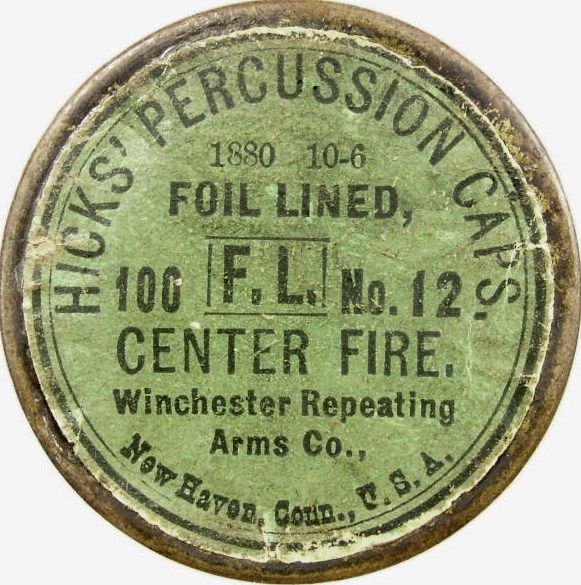 HICKS' PERCUSSION CAPS.
1880 10-6
FOIL LINED,
100 F. L. No. 12.
CENTER FIRE.
Winchester Repeating
Arms Co.,
New Haven, Conn., U. S. A.